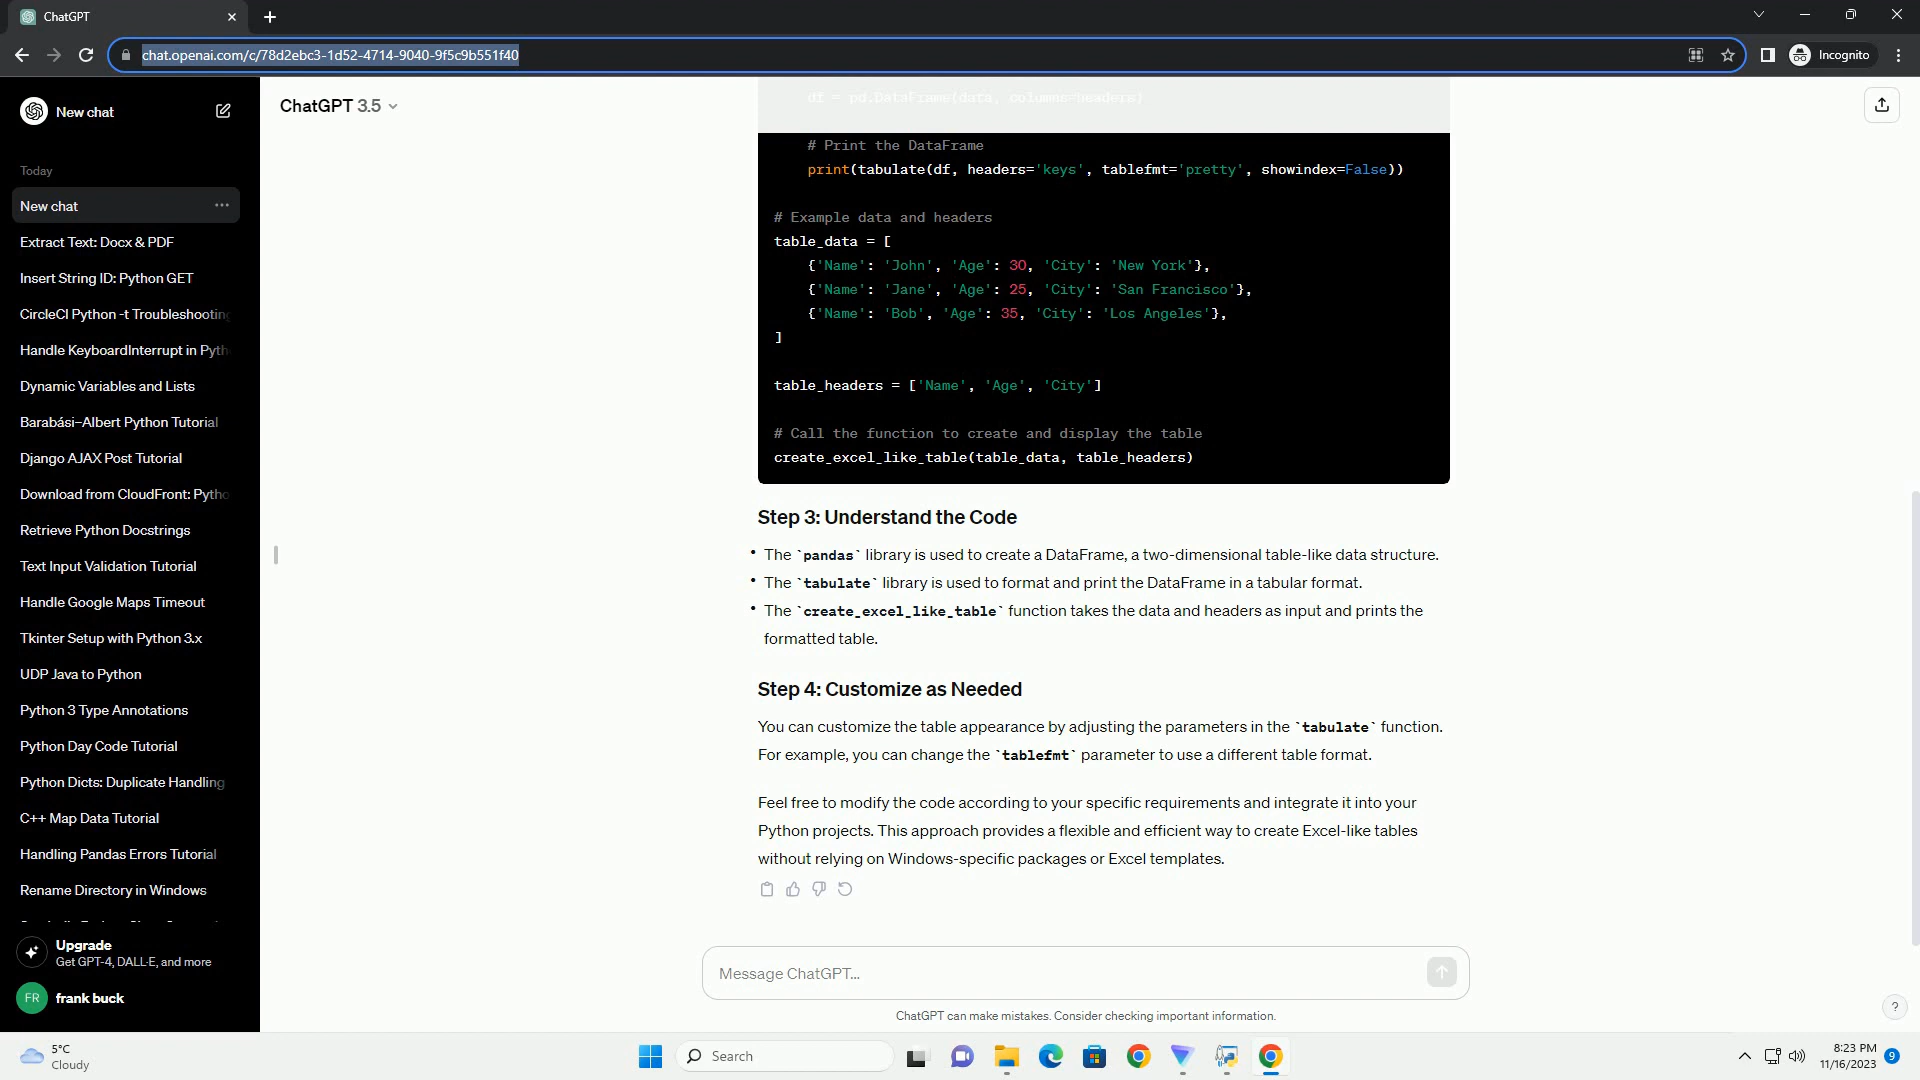 ChatGPT
chat.openai.com/c/78d2ebc3-1d52-4714-9040-9f5c9b551f40
Incognito
New chat
Today
New chat
Extract Text: Docx & PDF
Insert String ID: Python GET
CircleCI Python -t Troubleshooting
Handle KeyboardInterrupt in Pyth
Dynamic Variables and Lists
Barabási–Albert Python Tutorial
Django AJAX Post Tutorial
Download from CloudFront: Pytho
Retrieve Python Docstrings
Text Input Validation Tutorial
Handle Google Maps Timeout
Tkinter Setup with Python 3.x
UDP Java to Python
Python 3 Type Annotations
Python Day Code Tutorial
Python Dicts: Duplicate Handling
C++ Map Data Tutorial
Handling Pandas Errors Tutorial
Rename Directory in Windows
Upgrade
Get GPT-4, DALL·E, and more
FR frank buck
ChatGPT 3.5
df = pd.DataFrame(data, columns=headers)
# Print the DataFrame
print(tabulate(df, headers='keys', tablefmt='pretty', showindex=False))
# Example data and headers
table_data = [
{'Name': 'John', 'Age': 30, 'City': 'New York'},
{'Name': 'Jane', 'Age': 25, 'City': 'San Francisco'},
{'Name': 'Bob', 'Age': 35, 'City': 'Los Angeles'},
]
table_headers = ['Name', 'Age', 'City']
# Call the function to create and display the table
create_excel_like_table(table_data, table_headers)
Step 3: Understand the Code
• The `pandas` library is used to create a DataFrame, a two-dimensional table-like data structure.
• The `tabulate` library is used to format and print the DataFrame in a tabular format.
• The `create_excel_like_table` function takes the data and headers as input and prints the
formatted table.
Step 4: Customize as Needed
You can customize the table appearance by adjusting the parameters in the `tabulate` function.
For example, you can change the `tablefmt` parameter to use a different table format.
Feel free to modify the code according to your specific requirements and integrate it into your
Python projects. This approach provides a flexible and efficient way to create Excel-like tables
without relying on Windows-specific packages or Excel templates.
Message ChatGPT...
ChatGPT can make mistakes. Consider checking important information.
?
5°C
Cloudy
Search
8:23 PM
11/16/2023
9